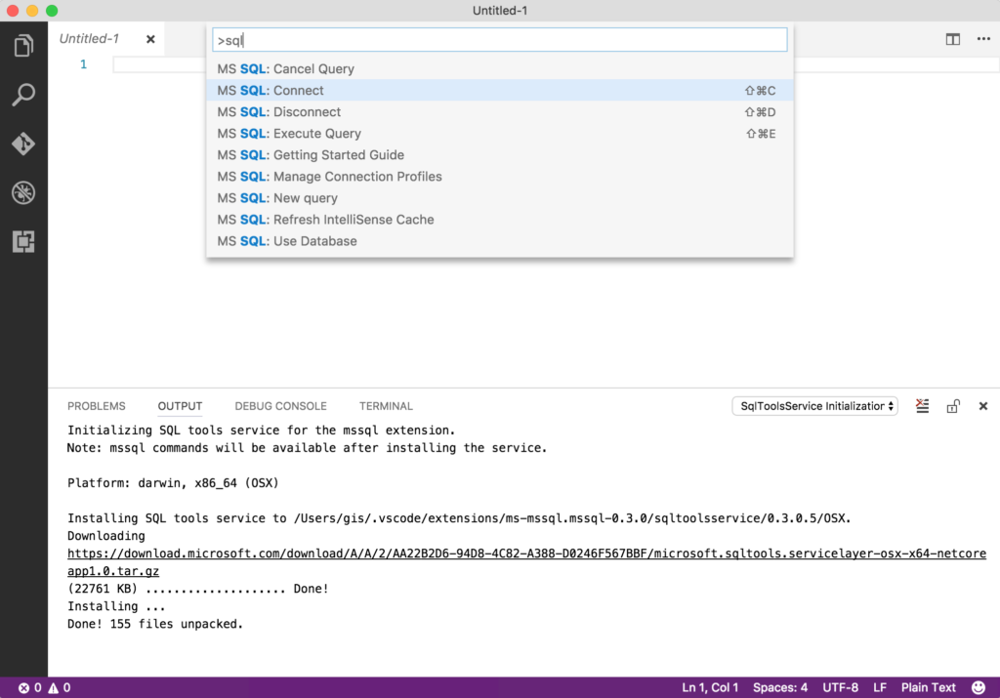 Untitled-1
Untitled-1
>sql
1
MS SQL: Cancel Query
MS SQL: Connect ⇧⌘C
MS SQL: Disconnect ⇧⌘D
MS SQL: Execute Query ⇧⌘E
MS SQL: Getting Started Guide
MS SQL: Manage Connection Profiles
MS SQL: New query
MS SQL: Refresh IntelliSense Cache
MS SQL: Use Database
PROBLEMS OUTPUT DEBUG CONSOLE TERMINAL SqlToolsService Initialization
Initializing SQL tools service for the mssql extension.
Note: mssql commands will be available after installing the service.
Platform: darwin, x86_64 (OSX)
Installing SQL tools service to /Users/gis/.vscode/extensions/ms-mssql.mssql-0.3.0/sqltoolsservice/0.3.0.5/OSX.
Downloading
https://download.microsoft.com/download/A/A/2/AA22B2D6-94D8-4C82-A388-D0246F567BBF/microsoft.sqltools.servicelayer-osx-x64-netcore
app1.0.tar.gz
(22761 KB) .................... Done!
Installing ...
Done! 155 files unpacked.
0 0 Ln 1, Col 1 Spaces: 4 UTF-8 LF Plain Text